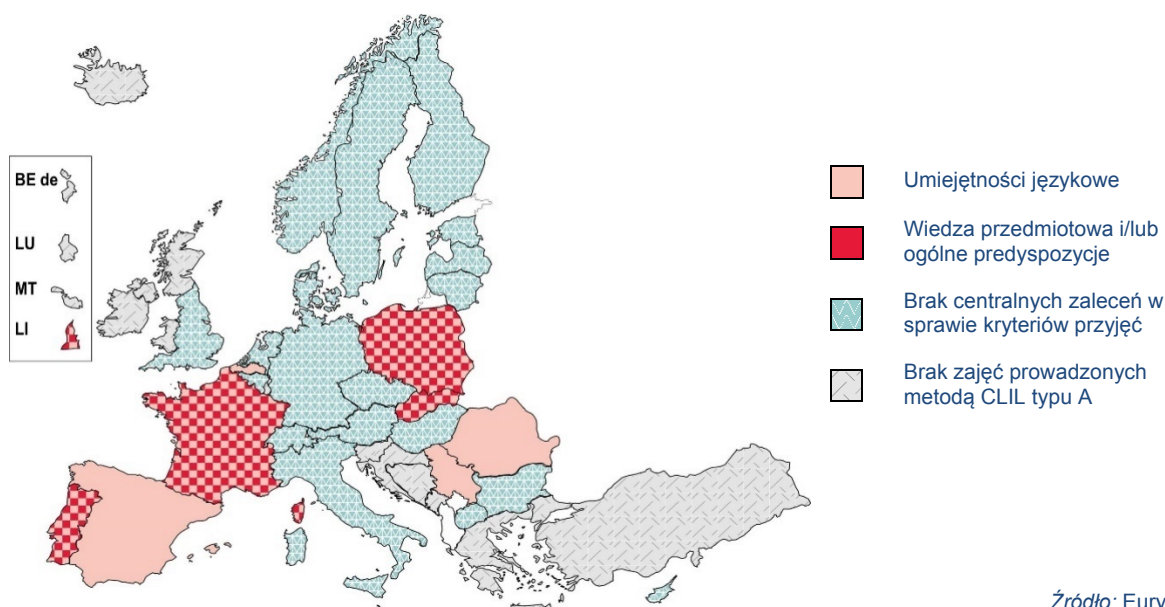 BE de
LU
MT
LI
Umiejętności językowe
Wiedza przedmiotowa i/lub
ogólne predyspozycje
Brak centralnych zaleceń w
sprawie kryteriów przyjęć
Brak zajęć prowadzonych
metodą CLIL typu A
Źródło: Eury